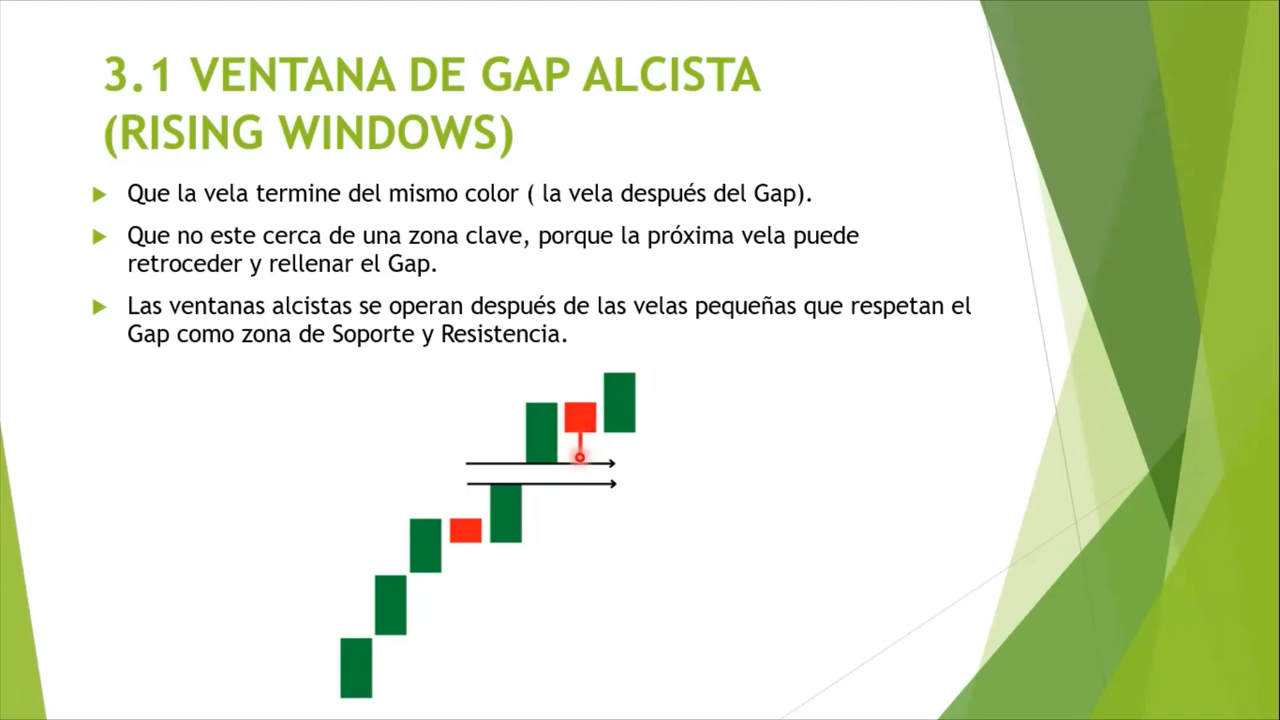 3.1 VENTANA DE GAP ALCISTA
(RISING WINDOWS)
Que la vela termine del mismo color ( la vela después del Gap).
Que no este cerca de una zona clave, porque la próxima vela puede
retroceder y rellenar el Gap.
Las ventanas alcistas se operan después de las velas pequeñas que respetan el
Gap como zona de Soporte y Resistencia.